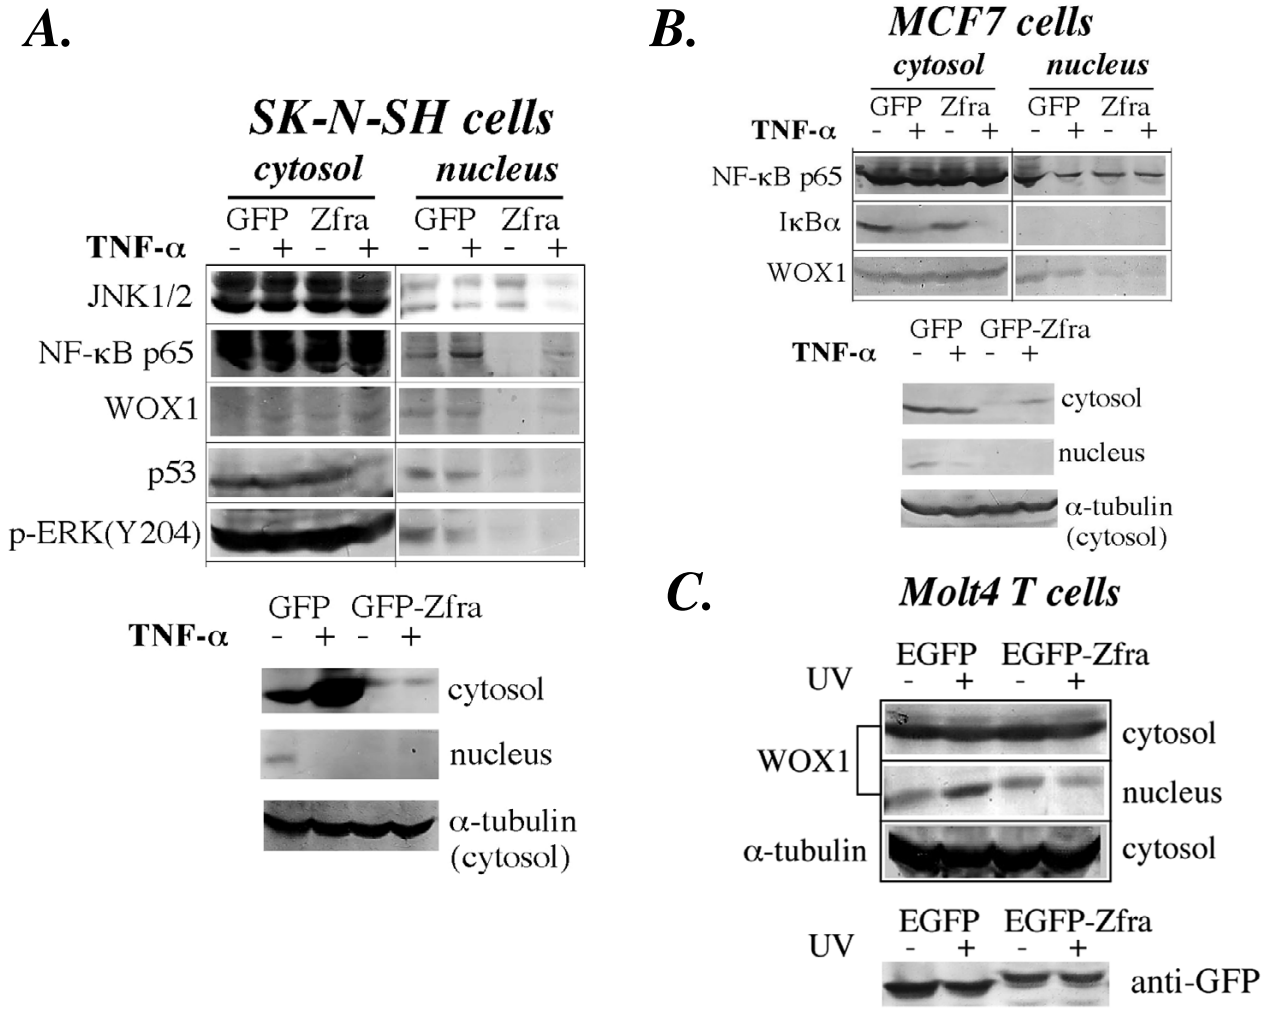 A.
SK-N-SH cells
cytosol nucleus
GFP Zfra GFP Zfra
TNF-α - + - + - + - +
JNK1/2
NF-κB p65
WOX1
p53
p-ERK(Y204)
GFP GFP-Zfra
TNF-α - + - +
cytosol
nucleus
α-tubulin
(cytosol)
B.
MCF7 cells
cytosol nucleus
GFP Zfra GFP Zfra
TNF-α - + - + - + - +
NF-κB p65
IκBα
WOX1
GFP GFP-Zfra
TNF-α - + - +
cytosol
nucleus
α-tubulin
(cytosol)
C.
Molt4 T cells
EGFP EGFP-Zfra
UV - + - +
WOX1 cytosol
nucleus
α-tubulin cytosol
EGFP EGFP-Zfra
UV - + - +
anti-GFP